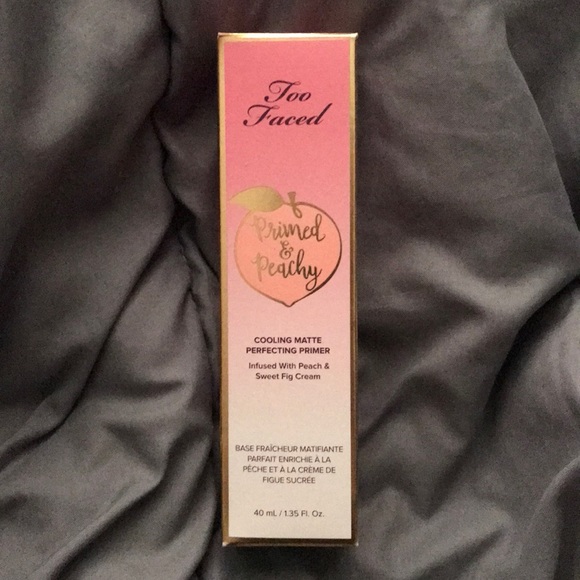 Too
Faced
Primed
&
Peachy
COOLING MATTE
PERFECTING PRIMER
Infused With Peach &
Sweet Fig Cream
BASE FRAÎCHEUR MATIFIANTE
PARFAIT ENRICHIE À LA
PÊCHE ET À LA CRÈME DE
FIGUE SUCRÉE
40 mL / 1.35 Fl. Oz.